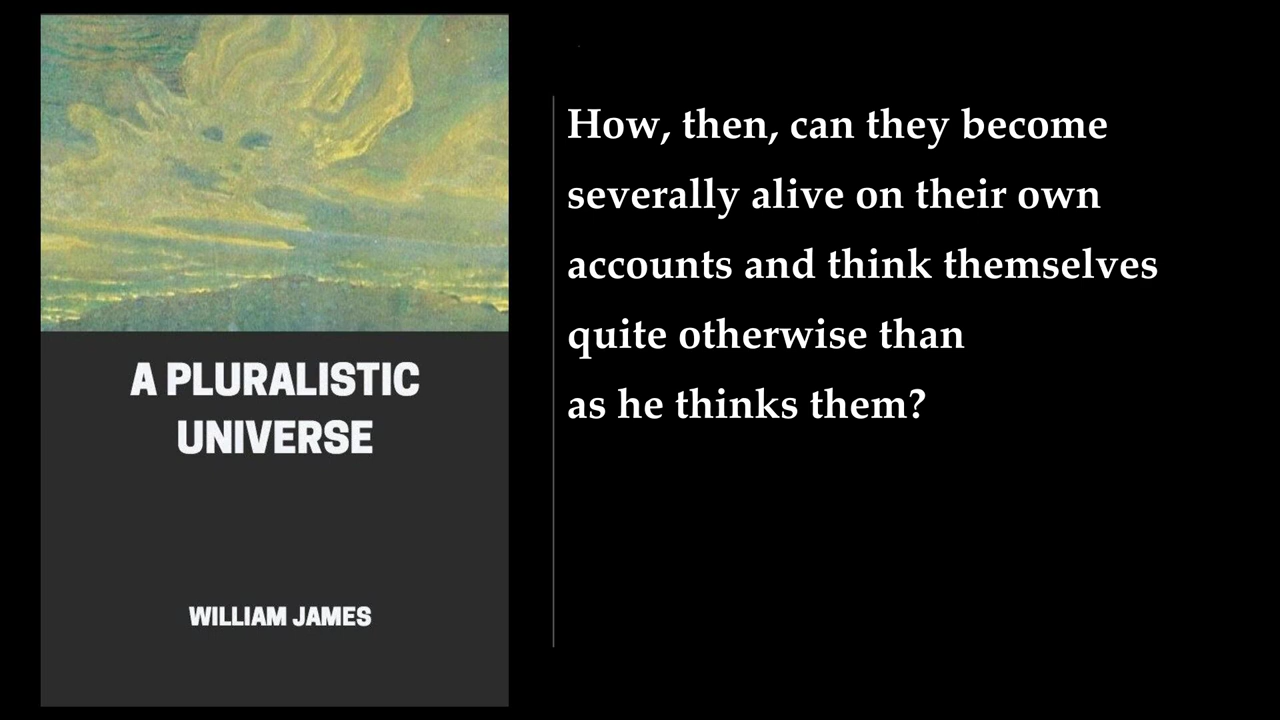 A PLURALISTIC
UNIVERSE
WILLIAM JAMES
How, then, can they become
severally alive on their own
accounts and think themselves
quite otherwise than
as he thinks them?